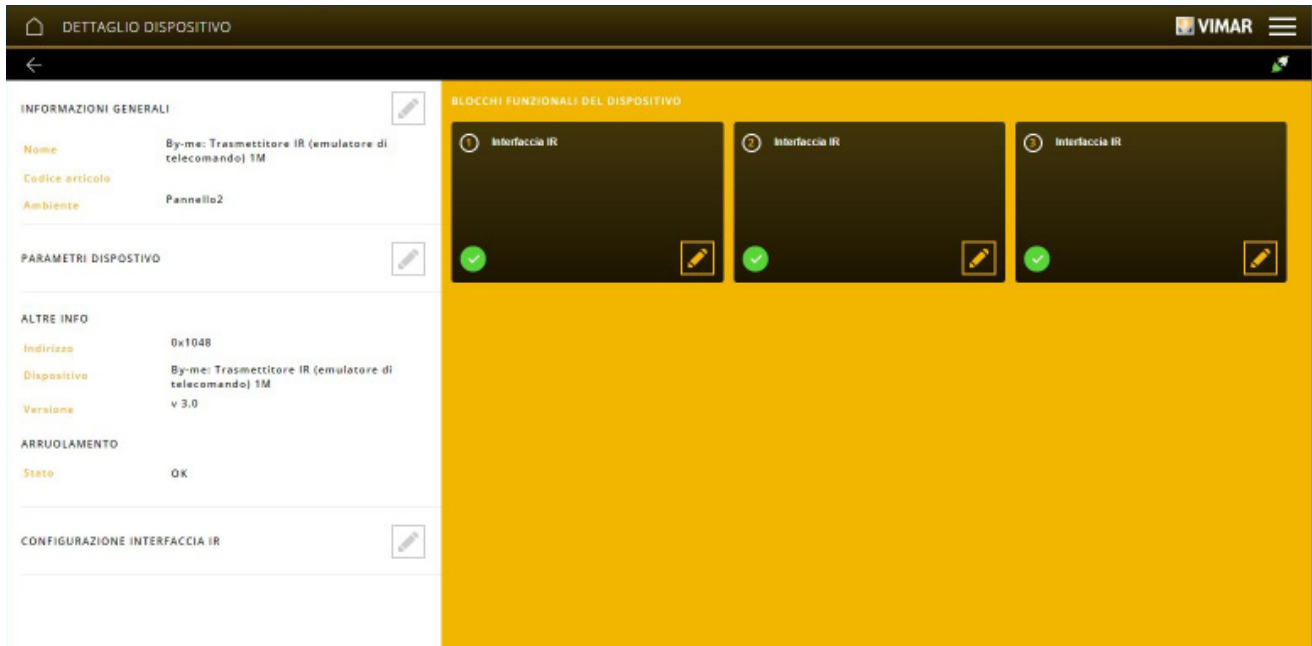 DETTAGLIO DISPOSITIVO
VIMAR
INFORMAZIONI GENERALI
Nome By-me: Trasmettitore IR (emulatore di
telecomando) 1M
Codice articolo
Ambiente Pannello2
PARAMETRI DISPOSTIVO
ALTRE INFO
Indirizzo 0x1048
Dispositivo By-me: Trasmettitore IR (emulatore di
telecomando) 1M
Versione v 3.0
ARRUOLAMENTO
Stato OK
CONFIGURAZIONE INTERFACCIA IR
BLOCCHI FUNZIONALI DEL DISPOSITIVO
1 Interfaccia IR
2 Interfaccia IR
3 Interfaccia IR